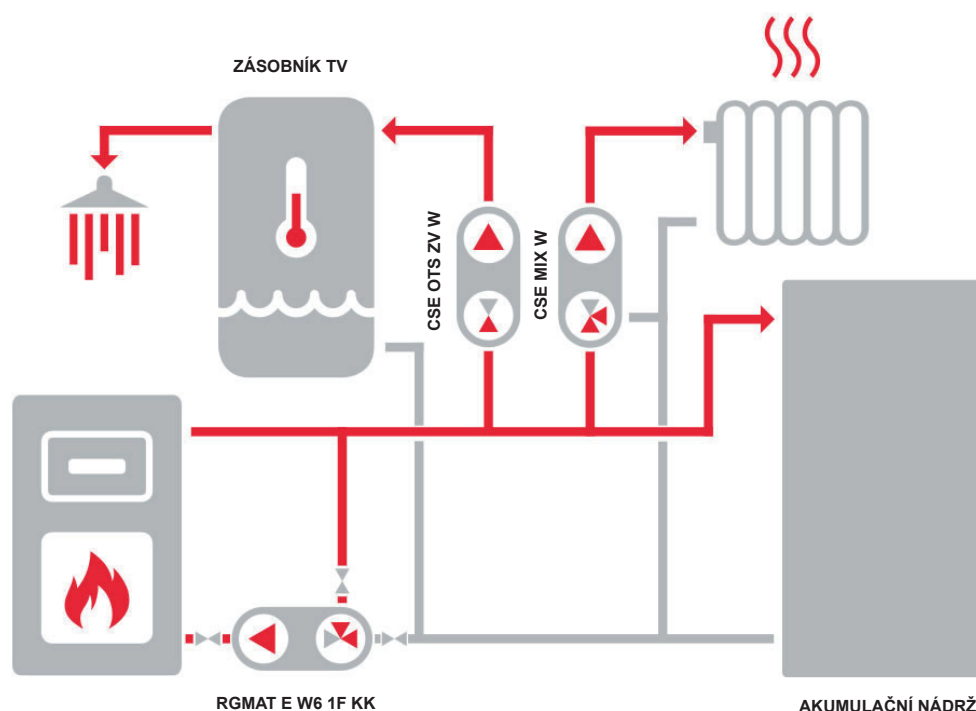 ZÁSOBNÍK TV
CSE OTS ZV W
CSE MIX W
RGMAT E W6 1F KK
AKUMULAČNÍ NÁDRŽ